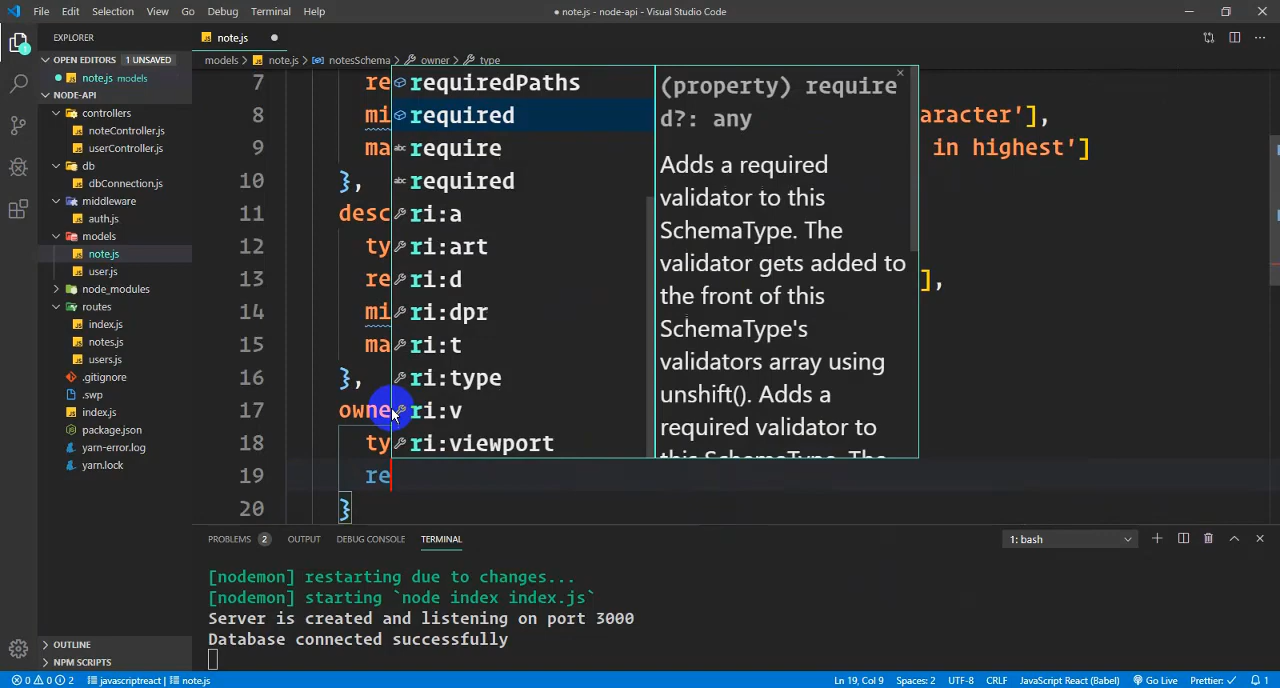 File Edit Selection View Go Debug Terminal Help
● note.js - node-api - Visual Studio Code
EXPLORER
note.js ●
OPEN EDITORS 1 UNSAVED
models > note.js > notesSchema > owner > type
note.js models
NODE-API
controllers
noteController.js
userController.js
db
dbConnection.js
middleware
auth.js
models
note.js
user.js
node_modules
routes
index.js
notes.js
users.js
.gitignore
.swp
index.js
package.json
yarn-error.log
yarn.lock
OUTLINE
NPM SCRIPTS
7 re
8 mi aracter'],
9 ma in highest']
10 },
11 desc
12 ty
13 re ],
14 mi
15 ma
16 },
17 owne
18 ty
19 re
20 }
requiredPaths
required
require
required
ri:a
ri:art
ri:d
ri:dpr
ri:t
ri:type
ri:v
ri:viewport
(property) require
d?: any
Adds a required
validator to this
SchemaType. The
validator gets added to
the front of this
SchemaType's
validators array using
unshift(). Adds a
required validator to
this SchemaType. The
PROBLEMS 2 OUTPUT DEBUG CONSOLE TERMINAL
1: bash
[nodemon] restarting due to changes...
[nodemon] starting `node index index.js`
Server is created and listening on port 3000
Database connected successfully
0 0 2 javascriptreact | note.js
Ln 19, Col 9 Spaces: 2 UTF-8 CRLF JavaScript React (Babel) Go Live Prettier: ✓ 1